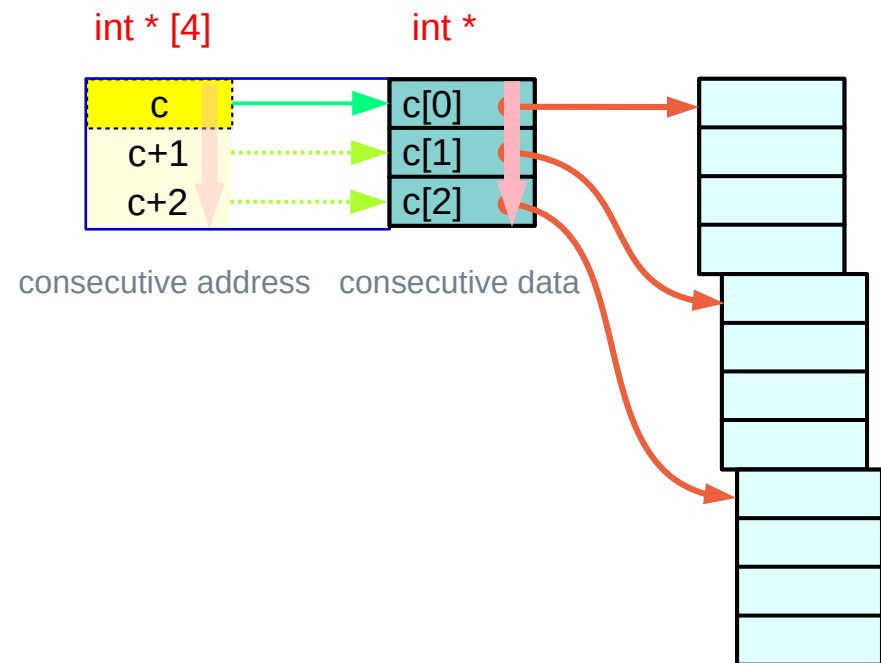 int * [4] int *
c c[0]
c+1 c[1]
c+2 c[2]
consecutive address consecutive data